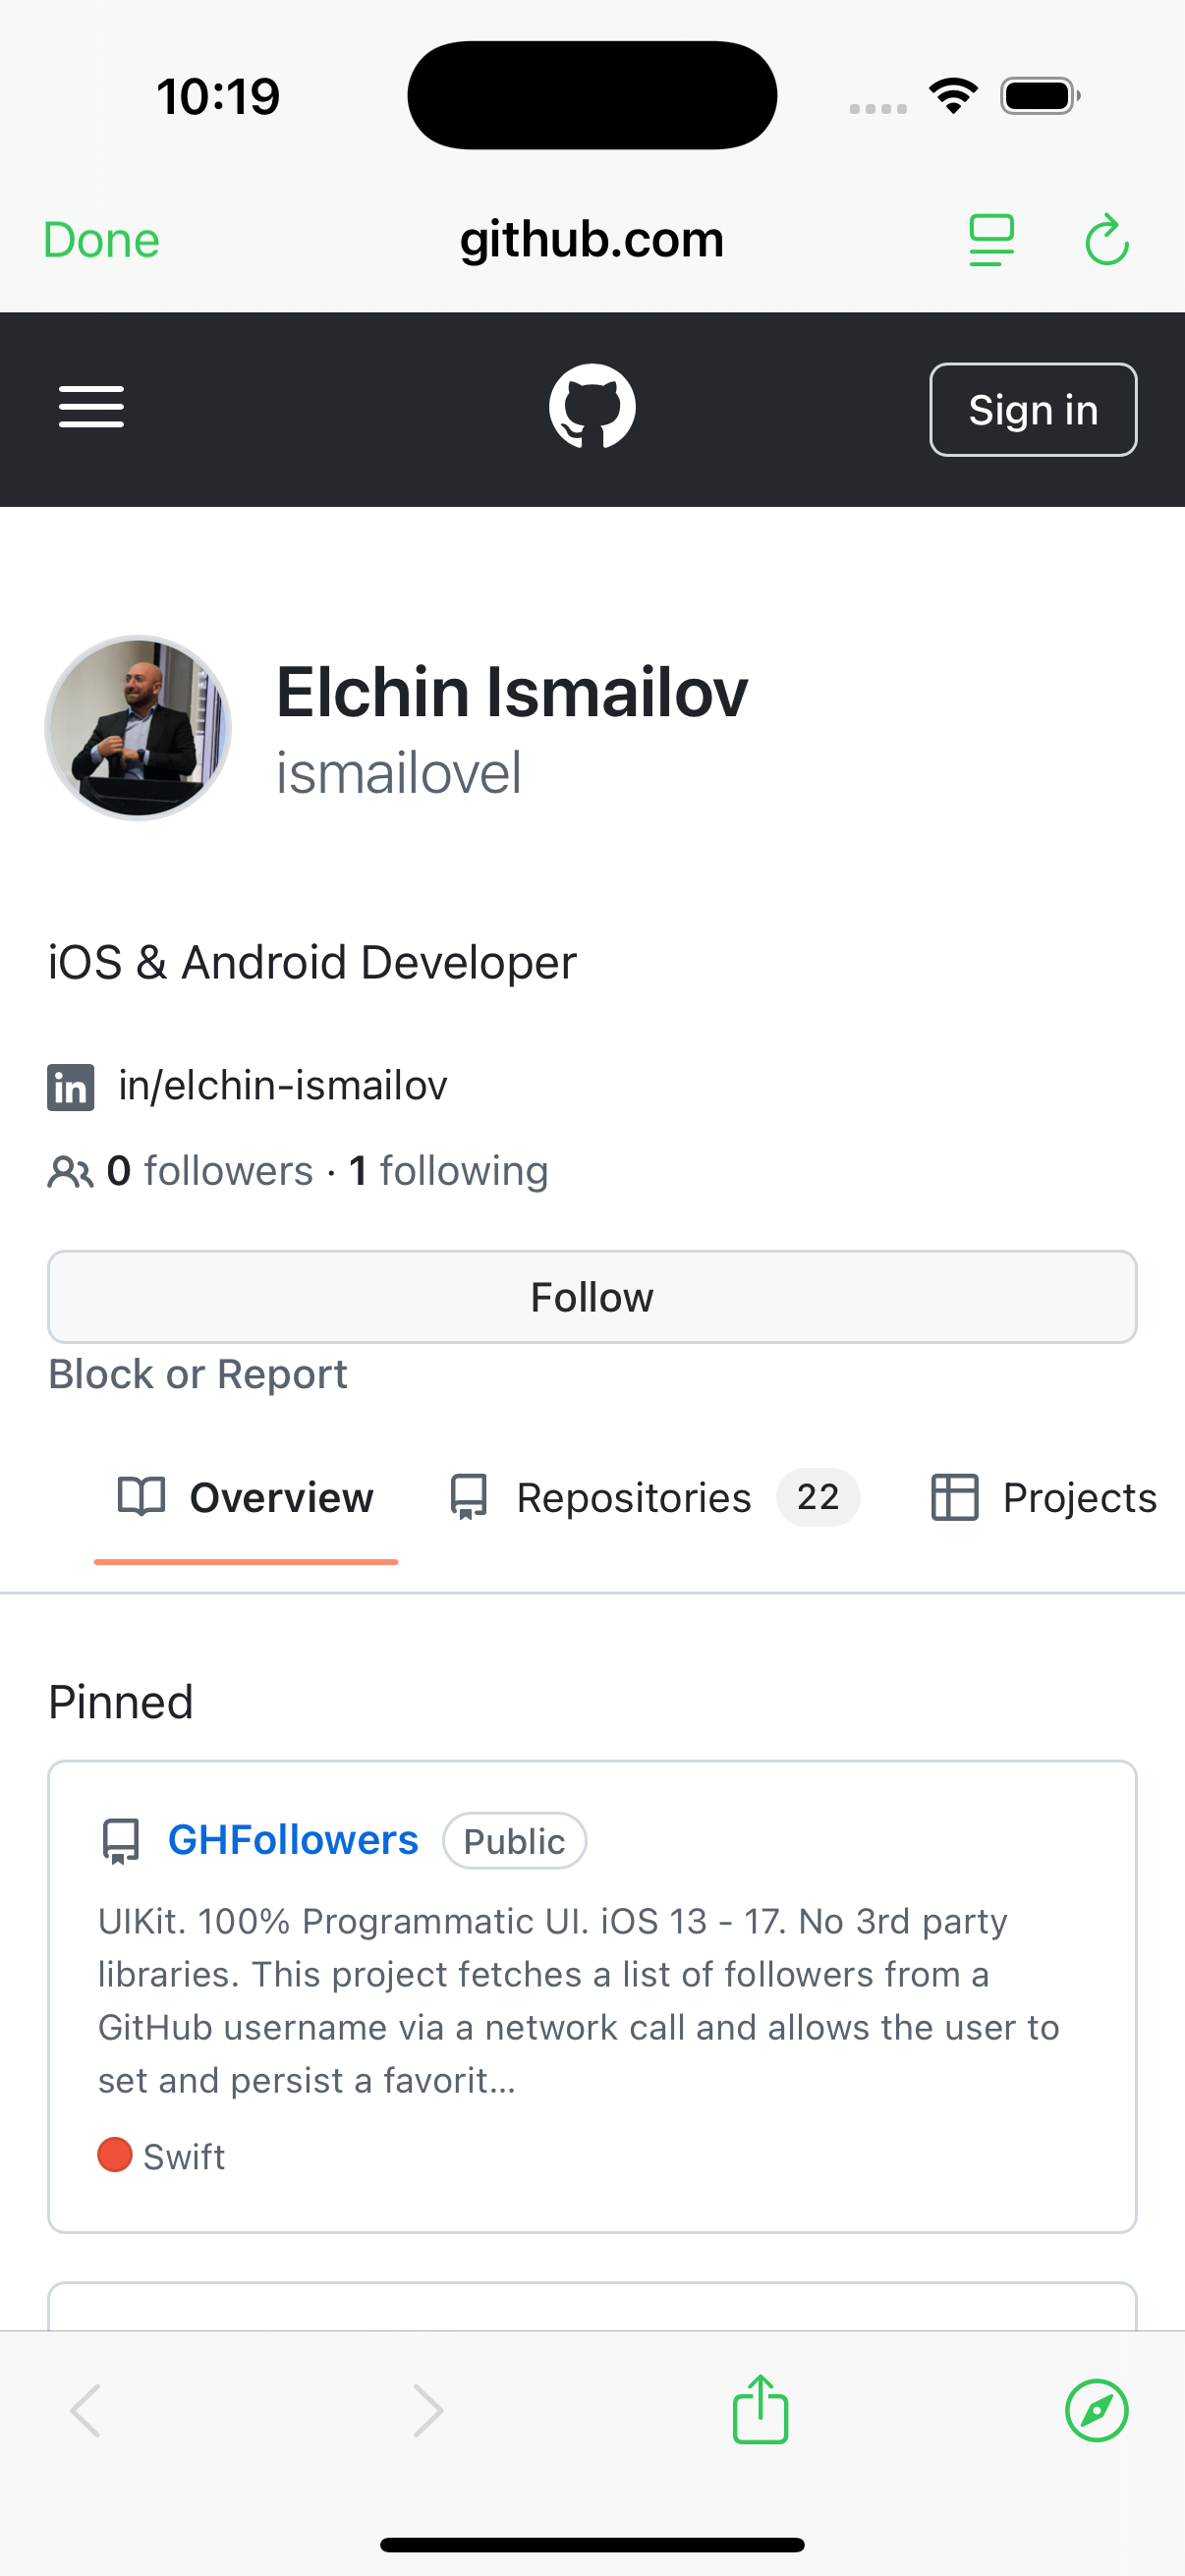 10:19
Done
github.com
Sign in
Elchin Ismailov
ismailovel
iOS & Android Developer
in/elchin-ismailov
0 followers · 1 following
Follow
Block or Report
Overview Repositories 22 Projects
Pinned
GHFollowers Public
UIKit. 100% Programmatic UI. iOS 13 - 17. No 3rd party
libraries. This project fetches a list of followers from a
GitHub username via a network call and allows the user to
set and persist a favorit...
Swift